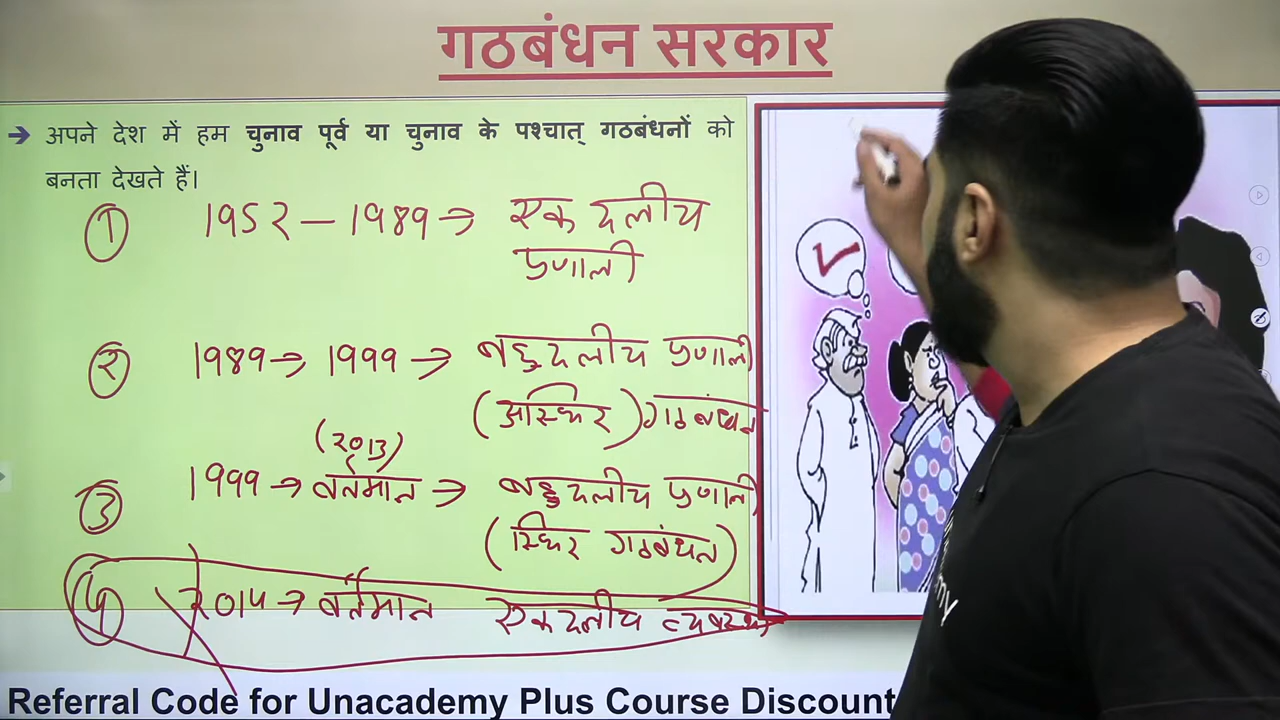 गठबंधन सरकार
→ अपने देश में हम चुनाव पूर्व या चुनाव के पश्चात् गठबंधनों को
बनता देखते हैं।
① 1952 – 1989 → एक दलीय
प्रणाली
② 1989 → 1999 → बहुदलीय प्रणाली
(अस्थिर) गठबंधन
(2013)
③ 1999 → वर्तमान → बहुदलीय प्रणाली
(स्थिर गठबंधन)
④ 2014 → वर्तमान एकदलीय व्यवस्था
Referral Code for Unacademy Plus Course Discount
my